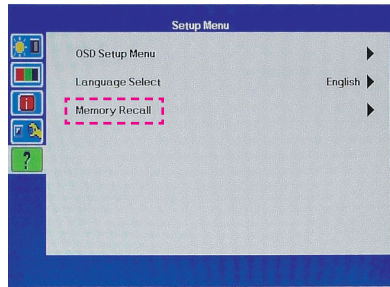 Setup Menu
OSD Setup Menu
Language Select English
Memory Recall
?